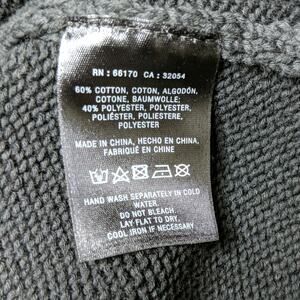 RN: 66170 CA: 32054
60% COTTON, COTON, ALGODÓN,
COTONE, BAUMWOLLE;
40% POLYESTER, POLYESTER,
POLIÉSTER, POLIESTERE,
POLYESTER
MADE IN CHINA, HECHO EN CHINA,
FABRIQUÉ EN CHINE
HAND WASH SEPARATELY IN COLD
WATER.
DO NOT BLEACH.
LAY FLAT TO DRY.
COOL IRON IF NECESSARY